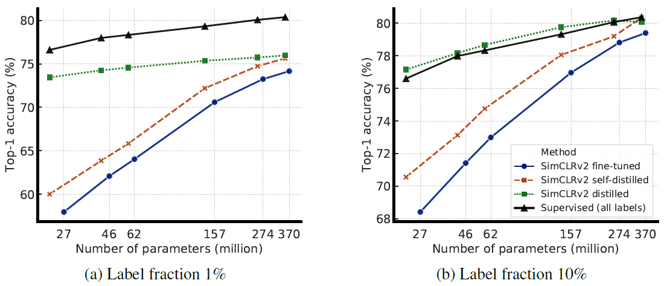 80
75
70
65
60
Top-1 accuracy (%)
27 46 62 157 274 370
Number of parameters (million)
(a) Label fraction 1%
80
78
76
74
72
70
68
Top-1 accuracy (%)
Method
SimCLRv2 fine-tuned
SimCLRv2 self-distilled
SimCLRv2 distilled
Supervised (all labels)
27 46 62 157 274 370
Number of parameters (million)
(b) Label fraction 10%